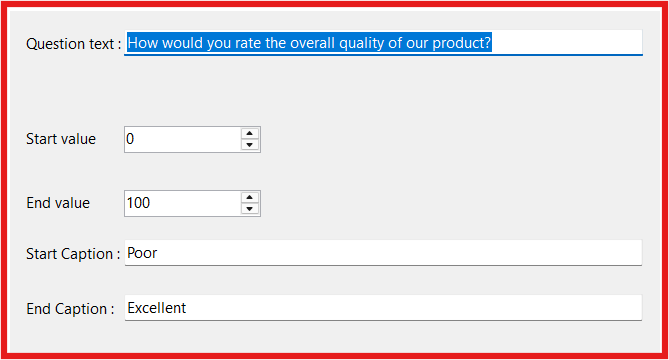 Question text : How would you rate the overall quality of our product?
Start value 0
End value 100
Start Caption : Poor
End Caption : Excellent